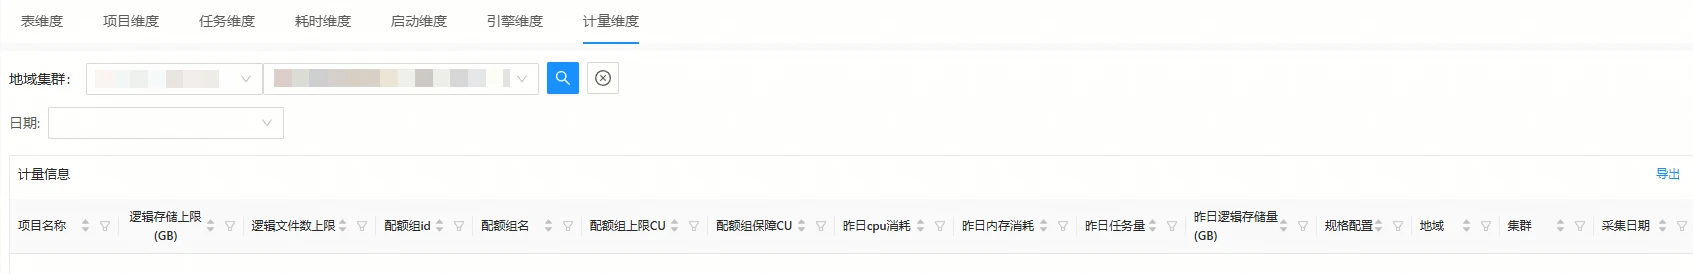 表维度 项目维度 任务维度 耗时维度 启动维度 引擎维度 计量维度
地域集群：
日期:
计量信息 导出
项目名称 逻辑存储上限(GB) 逻辑文件数上限 配额组id 配额组名 配额组上限CU 配额组保障CU 昨日cpu消耗 昨日内存消耗 昨日任务量 昨日逻辑存储量(GB) 规格配置 地域 集群 采集日期